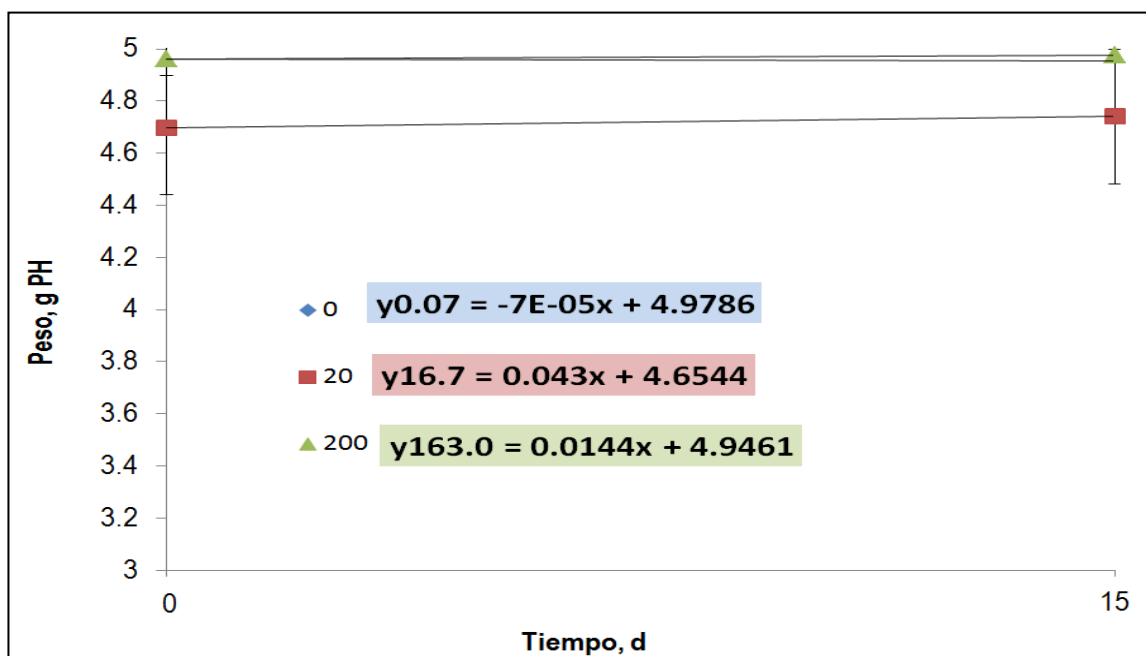 5
4.8
4.6
4.4
4.2
4
3.8
3.6
3.4
3.2
3
Peso, g PH
0 y0.07 = -7E-05x + 4.9786
20 y16.7 = 0.043x + 4.6544
200 y163.0 = 0.0144x + 4.9461
0 15
Tiempo, d